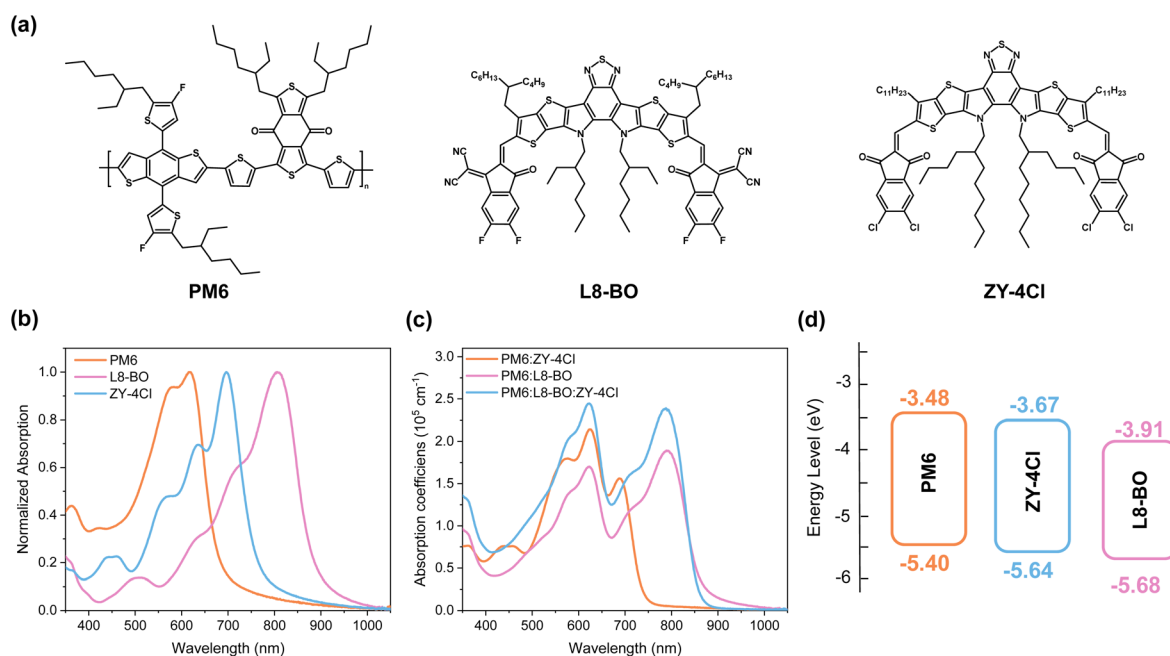 (a)
C₆H₁₃
C₄H₉
N S N
C₄H₉
C₆H₁₃
N S N
F
S
S
S
S
S
S
C₁₁H₂₃
S
S
C₁₁H₂₃
O
O
S
S
N
N
S
S
N
N
S
S
S
S
S
n
NC
CN
O
O
NC
CN
O
O
O
O
S
F
F
F
F
F
Cl
Cl
Cl
Cl
PM6
L8-BO
ZY-4Cl
(b)
PM6
L8-BO
ZY-4Cl
Normalized Absorption
1.0
0.8
0.6
0.4
0.2
0.0
400 500 600 700 800 900 1000
Wavelength (nm)
(c)
PM6:ZY-4Cl
PM6:L8-BO
PM6:L8-BO:ZY-4Cl
Absorption coefficiens (10⁵ cm⁻¹)
3.0
2.5
2.0
1.5
1.0
0.5
0.0
400 500 600 700 800 900 1000
Wavelength (nm)
(d)
Energy Level (eV)
-3
-4
-5
-6
-3.48
PM6
-5.40
-3.67
ZY-4Cl
-5.64
-3.91
L8-BO
-5.68